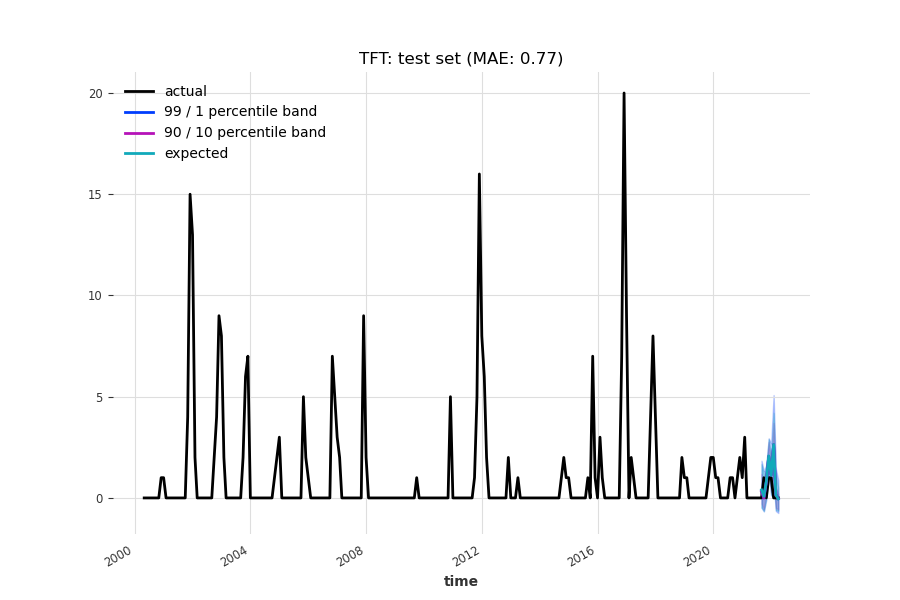 TFT: test set (MAE: 0.77)
actual
99 / 1 percentile band
90 / 10 percentile band
expected
20
15
10
5
0
2000
2004
2008
2012
2016
2020
time